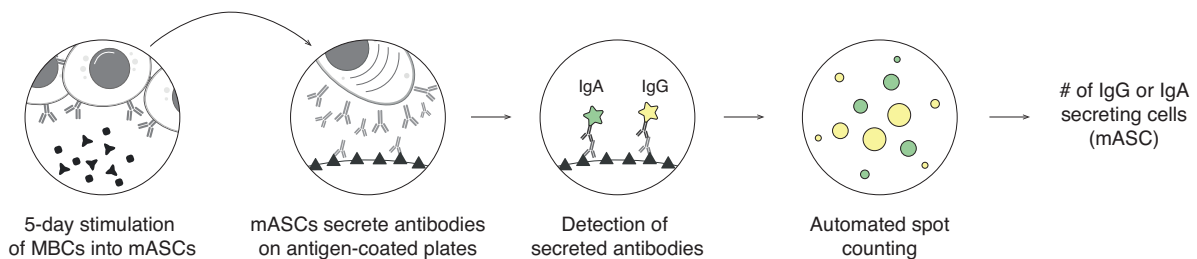 IgA
IgG
# of IgG or IgA
secreting cells
(mASC)
5-day stimulation
of MBCs into mASCs
mASCs secrete antibodies
on antigen-coated plates
Detection of
secreted antibodies
Automated spot
counting